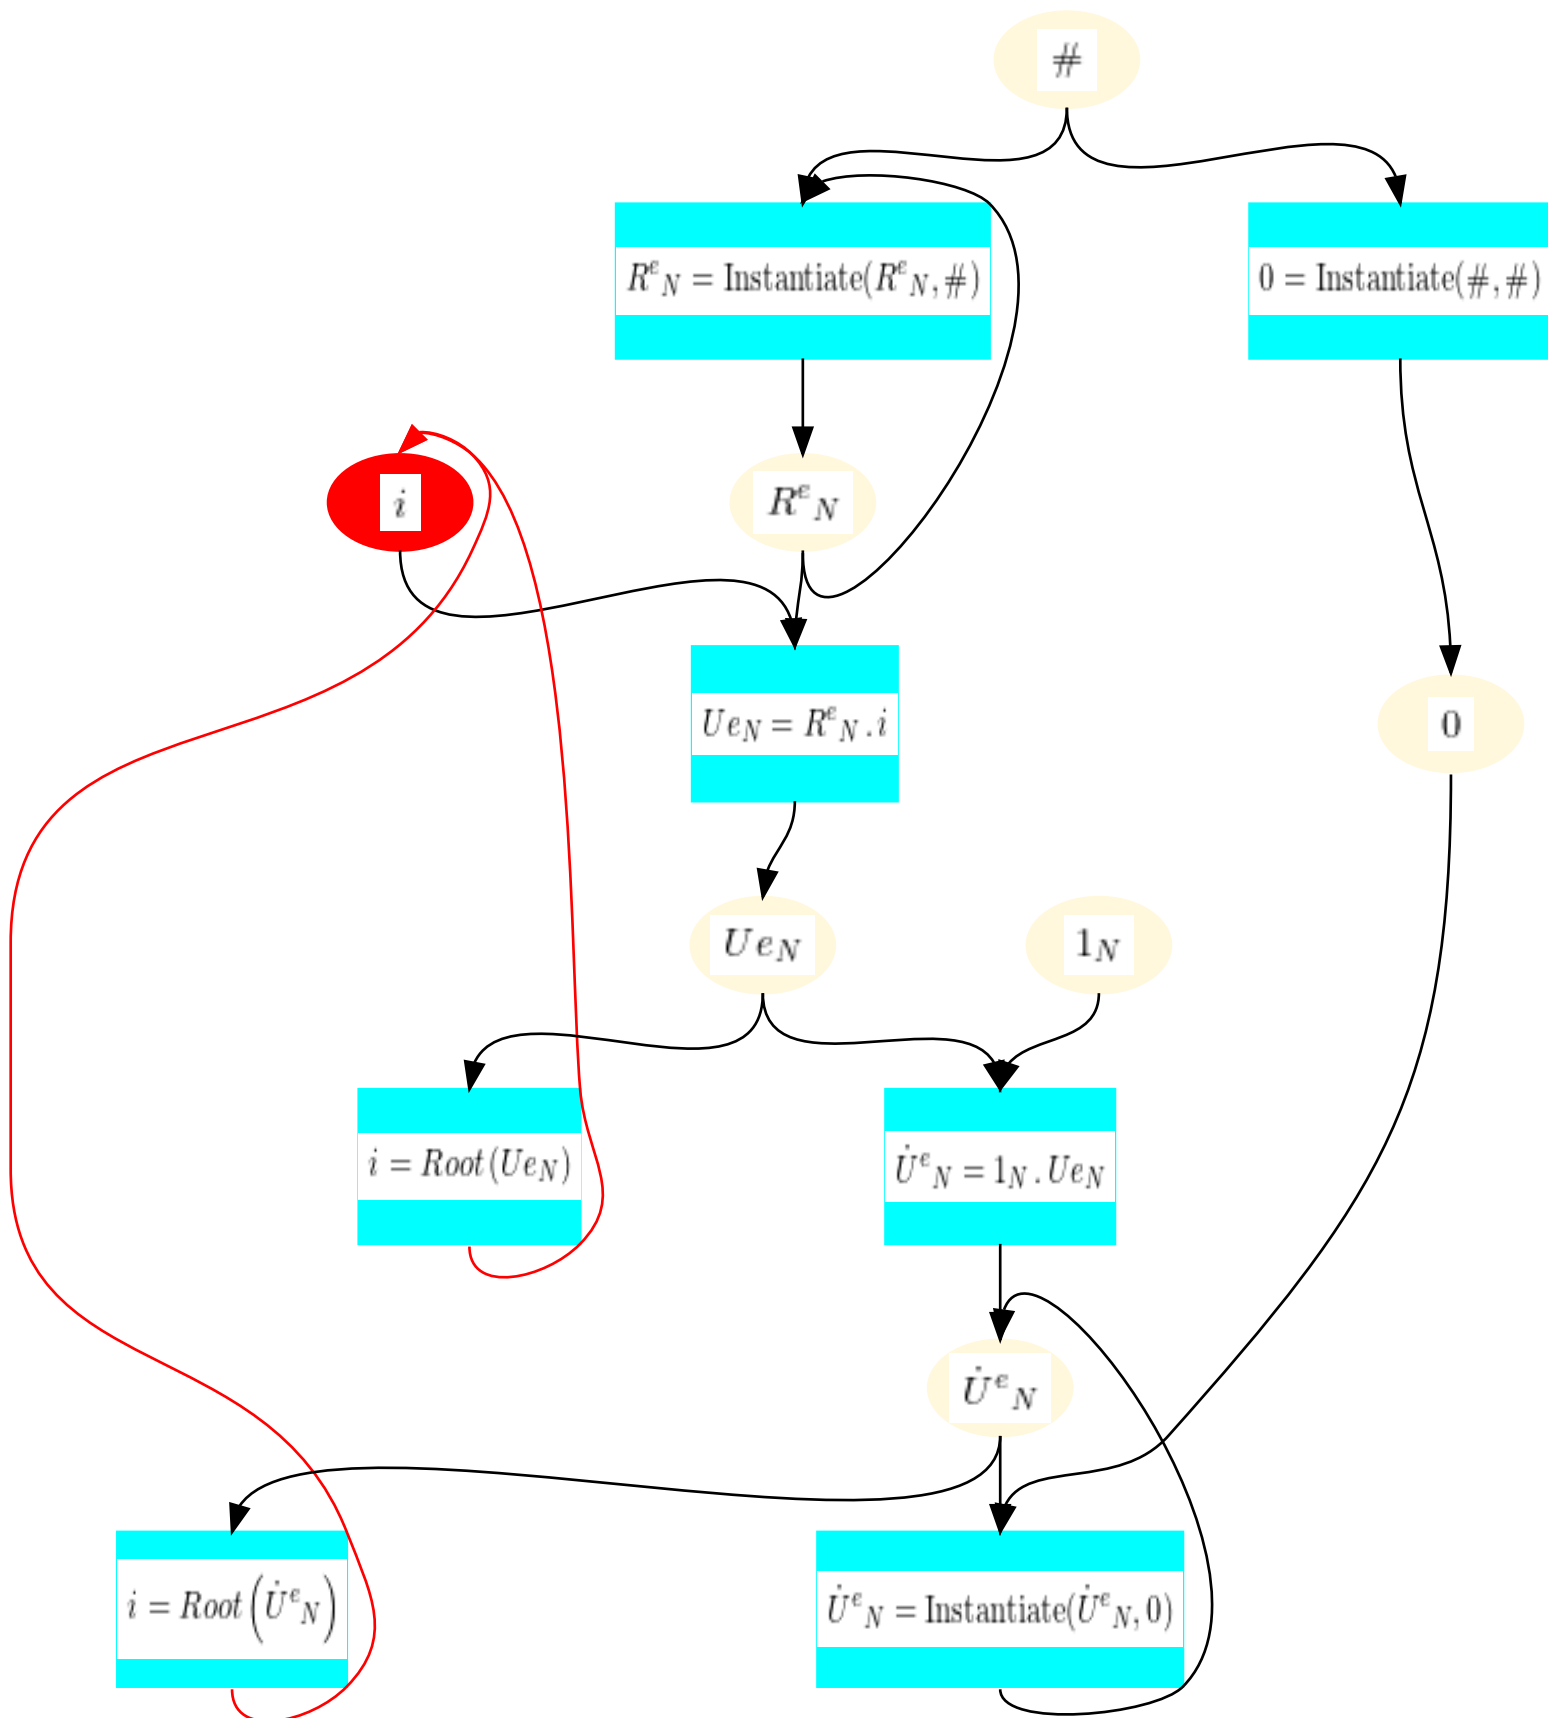 #
R^e_N = Instantiate(R^e_N, #)
0 = Instantiate(#, #)
i
R^e_N
Ue_N = R^e_N . i
0
Ue_N
1_N
i = Root(Ue_N)
U̇^e_N = 1_N . Ue_N
U̇^e_N
i = Root(U̇^e_N)
U̇^e_N = Instantiate(U̇^e_N, 0)